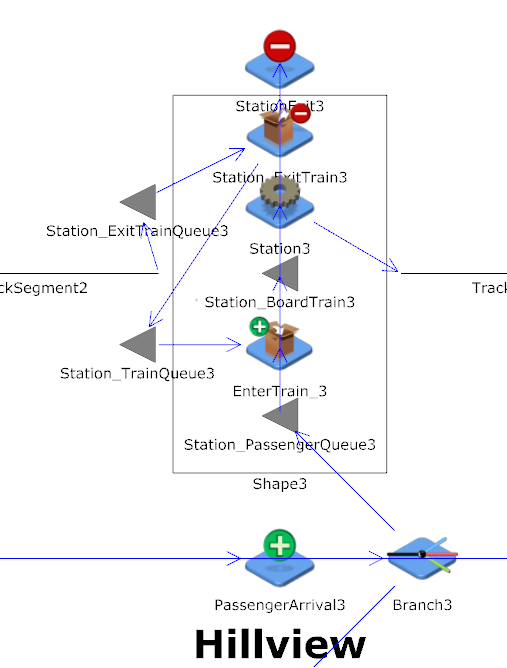 StationExit3
Station_ExitTrain3
Station_ExitTrainQueue3
Station3
ckSegment2
Track
Station_BoardTrain3
Station_TrainQueue3
EnterTrain_3
Station_PassengerQueue3
Shape3
PassengerArrival3
Branch3
Hillview